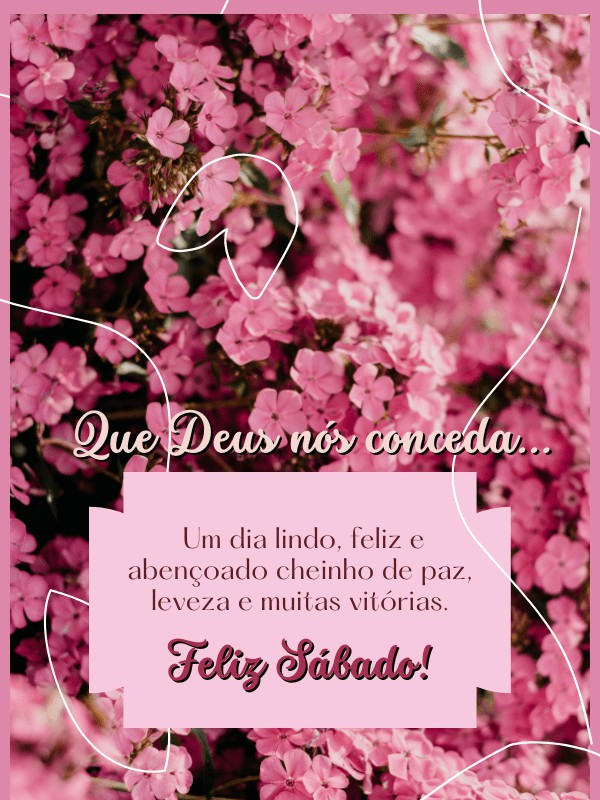 Que Deus nós conceda...
Um dia lindo, feliz e
abençoado cheinho de paz,
leveza e muitas vitórias.
Feliz Sábado!